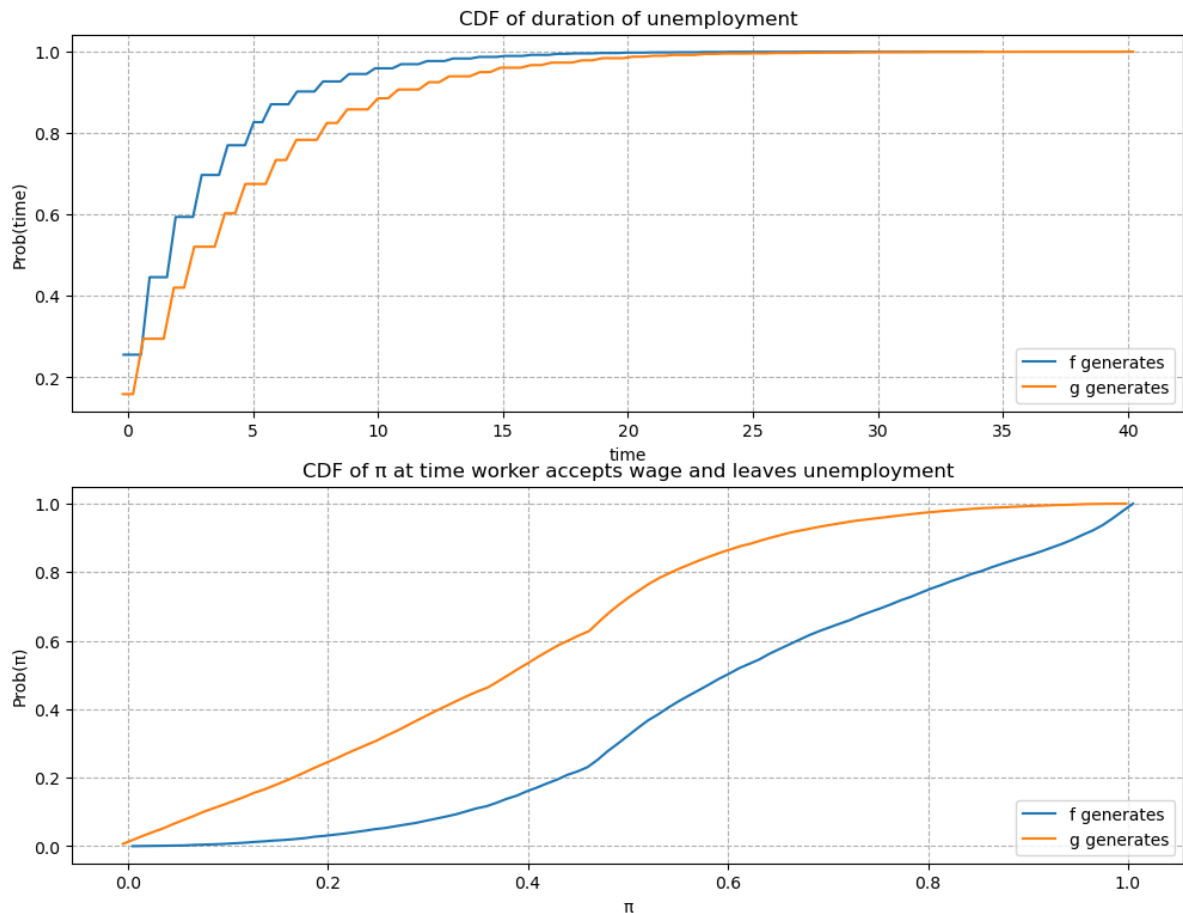 CDF of duration of unemployment
1.0
0.8
0.6
0.4
0.2
Prob(time)
f generates
g generates
0 5 10 15 20 25 30 35 40
time
CDF of π at time worker accepts wage and leaves unemployment
1.0
0.8
0.6
0.4
0.2
0.0
Prob(π)
f generates
g generates
0.0 0.2 0.4 0.6 0.8 1.0
π